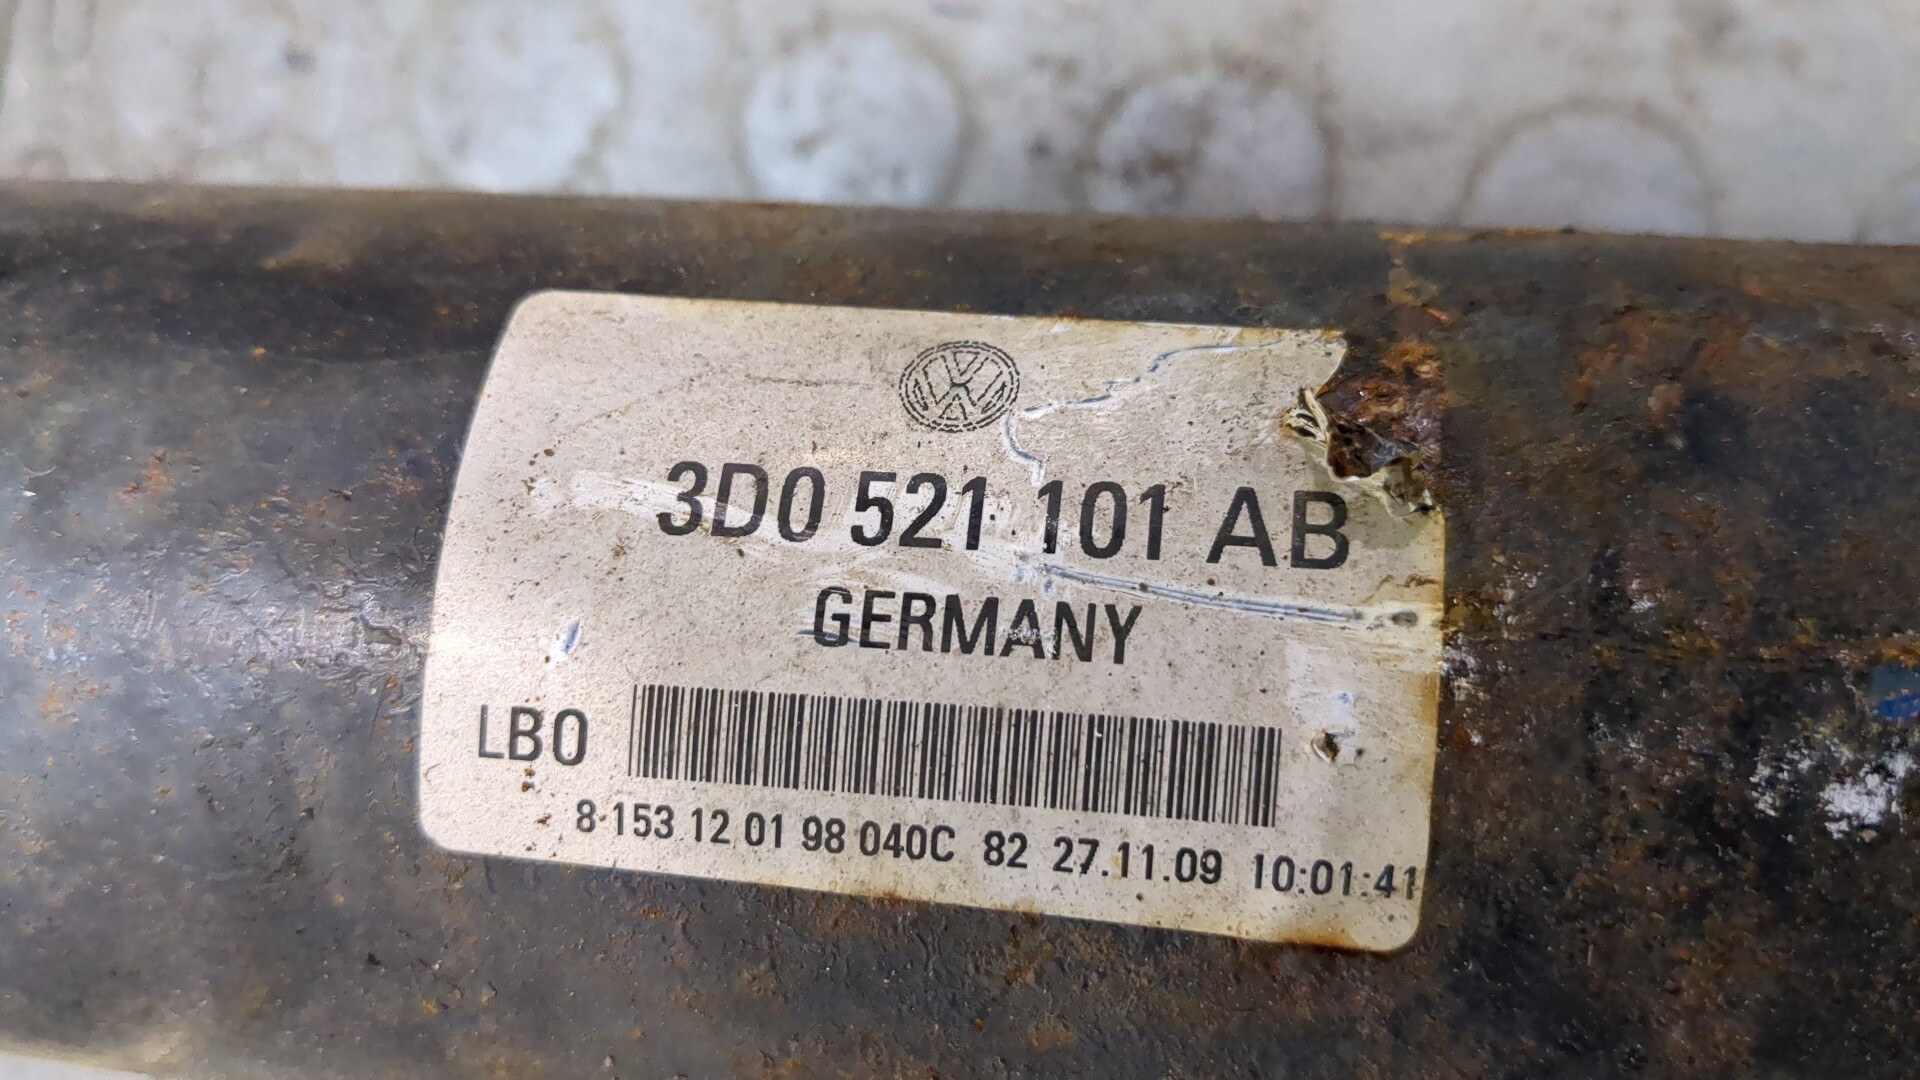 3D0 521 101 AB
GERMANY
LBO
8 153 12 01 98 040C 82 27.11.09 10:01:41